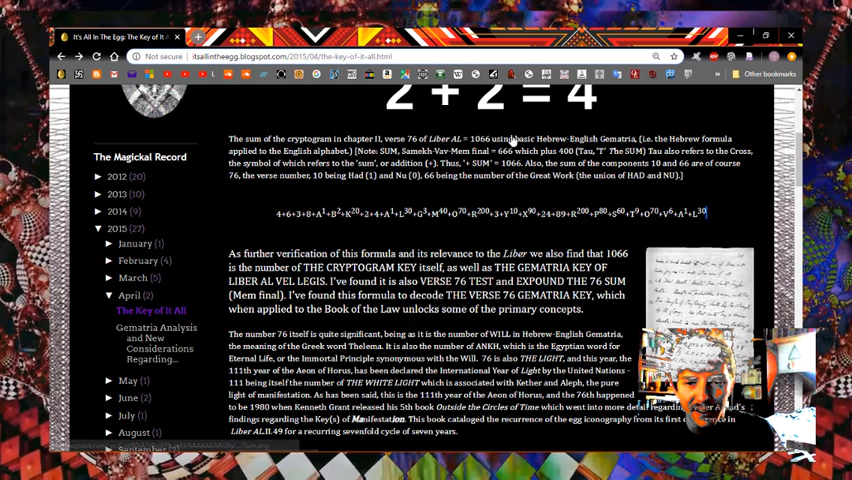 It's All In The Egg: The Key of It A
Not secure | itsallintheegg.blogspot.com/2015/04/the-key-of-it-all.html
Other bookmarks
2 + 2 = 4
The sum of the cryptogram in chapter II, verse 76 of Liber AL = 1066 using basic Hebrew-English Gematria, (i.e. the Hebrew formula
applied to the English alphabet.) [Note: SUM, Samekh-Vav-Mem final = 666 which plus 400 (Tau, 'T' The SUM) Tau also refers to the Cross,
the symbol of which refers to the 'sum', or addition (+). Thus, '+ SUM' = 1066. Also, the sum of the components 10 and 66 are of course
76, the verse number, 10 being Had (1) and Nu (0), 66 being the number of the Great Work (the union of HAD and NU).]
4+6+3+8+A¹+B²+K²⁰+2+4+A¹+L³⁰+G³+M⁴⁰+O⁷⁰+R²⁰⁰+3+Y¹⁰+X⁹⁰+24+89+R²⁰⁰+P⁸⁰+S⁶⁰+T⁹+O⁷⁰+V⁶+A¹+L³⁰
The Magickal Record
2012 (20)
2013 (10)
2014 (9)
2015 (27)
January (1)
February (4)
March (5)
April (2)
The Key of It All
Gematria Analysis
and New
Considerations
Regarding...
May (1)
June (2)
July (1)
August (1)
September (1)
As further verification of this formula and its relevance to the Liber we also find that 1066
is the number of THE CRYPTOGRAM KEY itself, as well as THE GEMATRIA KEY OF
LIBER AL VEL LEGIS. I've found it is also VERSE 76 TEST and EXPOUND THE 76 SUM
(Mem final). I've found this formula to decode THE VERSE 76 GEMATRIA KEY, which
when applied to the Book of the Law unlocks some of the primary concepts.
The number 76 itself is quite significant, being as it is the number of WILL in Hebrew-English Gematria,
the meaning of the Greek word Thelema. It is also the number of ANKH, which is the Egyptian word for
Eternal Life, or the Immortal Principle synonymous with the Will. 76 is also THE LIGHT, and this year, the
111th year of the Aeon of Horus, has been declared the International Year of Light by the United Nations -
111 being itself the number of THE WHITE LIGHT which is associated with Kether and Aleph, the pure
light of manifestation. As has been said, this is the 111th year of the Aeon of Horus, and the 76th happened
to be 1980 when Kenneth Grant released his 5th book Outside the Circles of Time which went into more detail
findings regarding the Key(s) of Manifestation. This book cataloged the recurrence of the egg iconography from its first
Liber AL.II.49 for a recurring sevenfold cycle of seven years.